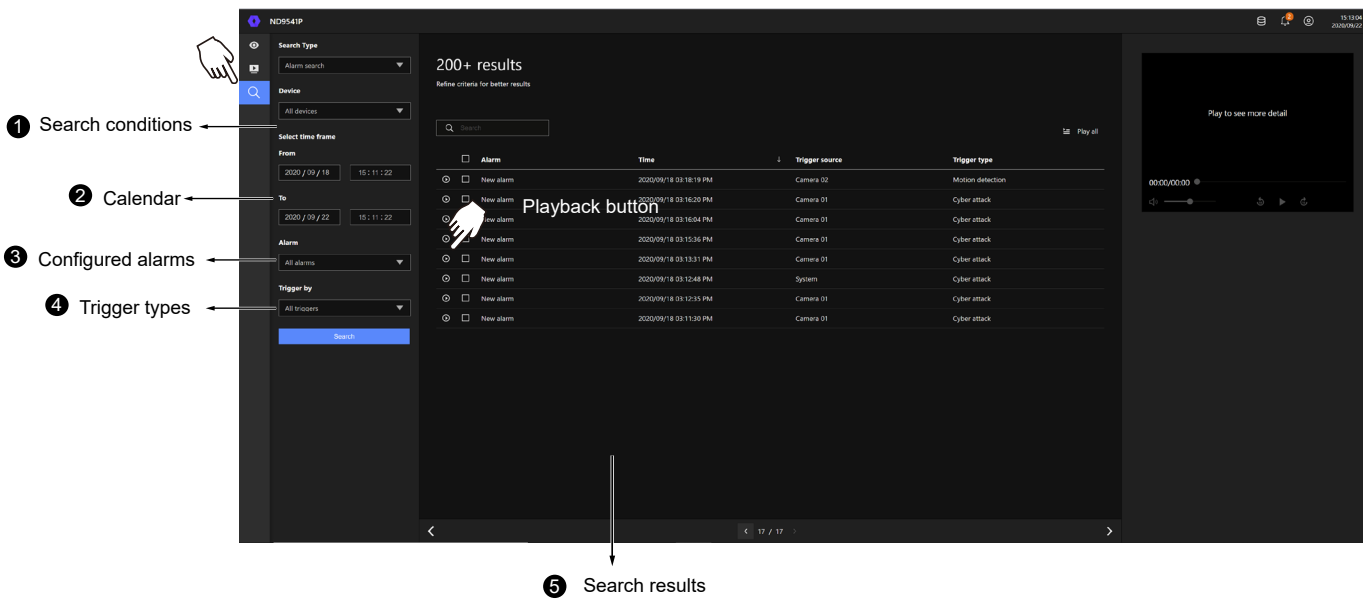 ND9541P
2
15:13:04
2020/09/22
Search Type
Alarm search
Device
All devices
Select time frame
From
2020 / 09 / 18
15 : 11 : 22
To
2020 / 09 / 22
15 : 11 : 22
Alarm
All alarms
Trigger by
All triggers
Search
1 Search conditions
2 Calendar
3 Configured alarms
4 Trigger types
200+ results
Refine criteria for better results
Search
Play all
Alarm Time ↓ Trigger source Trigger type
New alarm 2020/09/18 03:18:19 PM Camera 02 Motion detection
New alarm 2020/09/18 03:16:20 PM Camera 01 Cyber attack
Playback button
New alarm 2020/09/18 03:16:04 PM Camera 01 Cyber attack
New alarm 2020/09/18 03:15:36 PM Camera 01 Cyber attack
New alarm 2020/09/18 03:13:31 PM Camera 01 Cyber attack
New alarm 2020/09/18 03:12:48 PM System Cyber attack
New alarm 2020/09/18 03:12:35 PM Camera 01 Cyber attack
New alarm 2020/09/18 03:11:30 PM Camera 01 Cyber attack
17 / 17
Play to see more detail
00:00/00:00
5 Search results